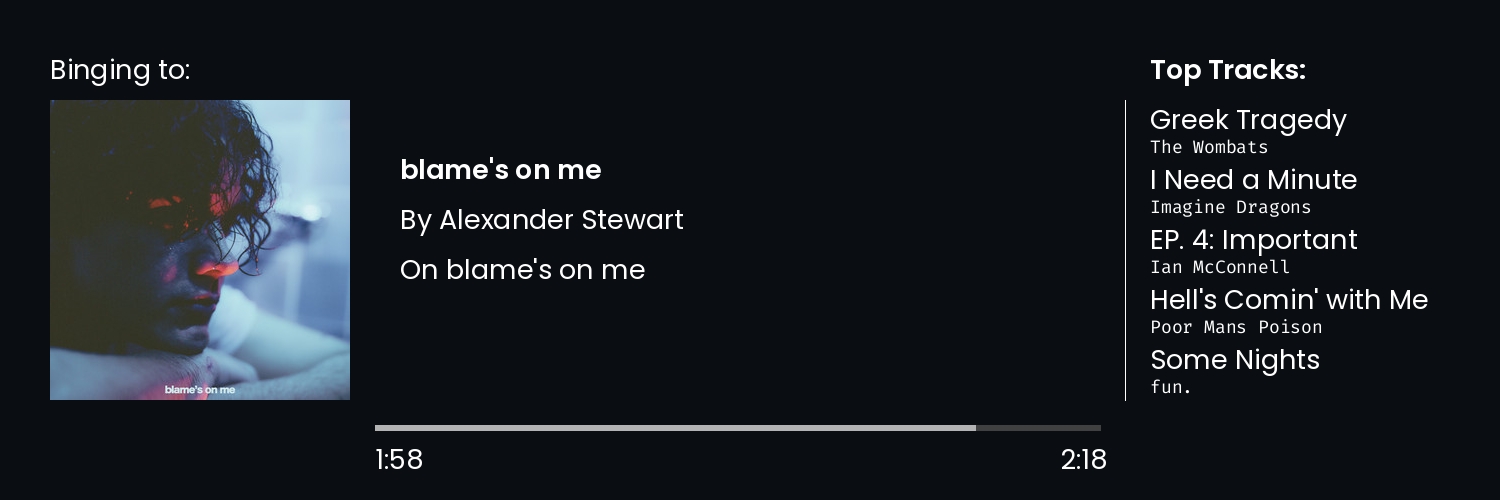 Binging to:
blame's on me
blame's on me
By Alexander Stewart
On blame's on me
1:58
2:18
Top Tracks:
Greek Tragedy
The Wombats
I Need a Minute
Imagine Dragons
EP. 4: Important
Ian McConnell
Hell's Comin' with Me
Poor Mans Poison
Some Nights
fun.